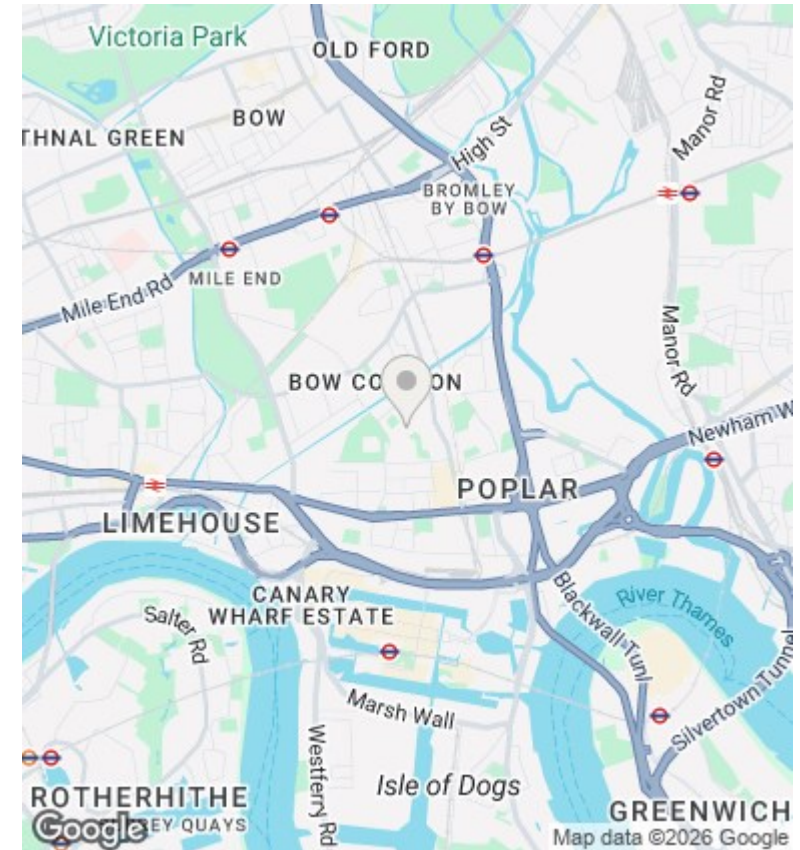 Victoria Park
OLD FORD
BOW
THNAL GREEN
High St
Manor Rd
BROMLEY
BY BOW
MILE END
Mile End Rd
Manor Rd
BOW CO ON
Newham W
POPLAR
LIMEHOUSE
CANARY
WHARF ESTATE
River Thames
Salter Rd
Blackwall Tunl
Silvertown Tunnel
Marsh Wall
Westferry Rd
Isle of Dogs
ROTHERHITHE
REY QUAYS
GREENWICH
Google
Map data ©2026 Google